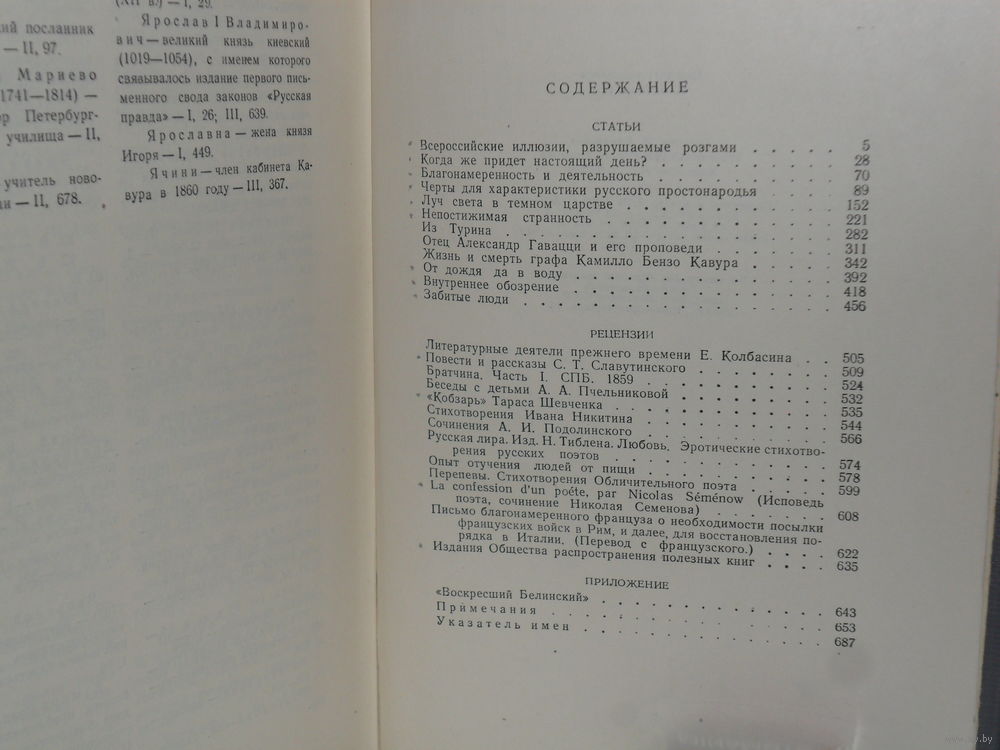 ий посланник
— II, 97.
Мариево
1741—1814) —
ор Петербург-
училища — II,
учитель ново-
и — II, 678.
(XII в.) — I, 29.
Ярослав I Владимиро-
вич — великий князь киевский
(1019—1054), с именем которого
связывалось издание первого пись-
менного свода законов «Русская
правда» — I, 26; III, 639.
Ярославна — жена князя
Игоря — I, 449.
Ячини — член кабинета Ка-
вура в 1860 году — III, 367.
СОДЕРЖАНИЕ
СТАТЬИ
Всероссийские иллюзии, разрушаемые розгами . . . . . 5
Когда же придет настоящий день? . . . . . . . . . 28
Благонамеренность и деятельность . . . . . . . . . 70
Черты для характеристики русского простонародья . . . . 89
Луч света в темном царстве . . . . . . . . . . . 152
Непостижимая странность . . . . . . . . . . . . 221
Из Турина . . . . . . . . . . . . . . . . . 282
Отец Александр Гавацци и его проповеди . . . . . . . 311
Жизнь и смерть графа Камилло Бензо Кавура . . . . . 342
От дождя да в воду . . . . . . . . . . . . . . 392
Внутреннее обозрение . . . . . . . . . . . . . 418
Забитые люди . . . . . . . . . . . . . . . . 456
РЕЦЕНЗИИ
Литературные деятели прежнего времени Е. Колбасина . . 505
Повести и рассказы С. Т. Славутинского . . . . . . . 509
Братчина. Часть I. СПБ. 1859 . . . . . . . . . . 524
Беседы с детьми А. А. Пчельниковой . . . . . . . . 532
«Кобзарь» Тараса Шевченка . . . . . . . . . . . 535
Стихотворения Ивана Никитина . . . . . . . . . . 544
Сочинения А. И. Подолинского . . . . . . . . . . 566
Русская лира. Изд. Н. Тиблена. Любовь. Эротические стихотво-
рения русских поэтов . . . . . . . . . . . 574
Опыт отучения людей от пищи . . . . . . . . . . 578
Перепевы. Стихотворения Обличительного поэта . . . . . 599
La confession d'un poéte, par Nicolas Séménow (Исповедь
поэта, сочинение Николая Семенова) . . . . . . 608
Письмо благонамеренного француза о необходимости посылки
французских войск в Рим, и далее, для восстановления по-
рядка в Италии. (Перевод с французского.) . . . . 622
Издания Общества распространения полезных книг . . . . 635
ПРИЛОЖЕНИЕ
«Воскресший Белинский» . . . . . . . . . . . . 643
Примечания . . . . . . . . . . . . . . . . 653
Указатель имен . . . . . . . . . . . . . . . 687